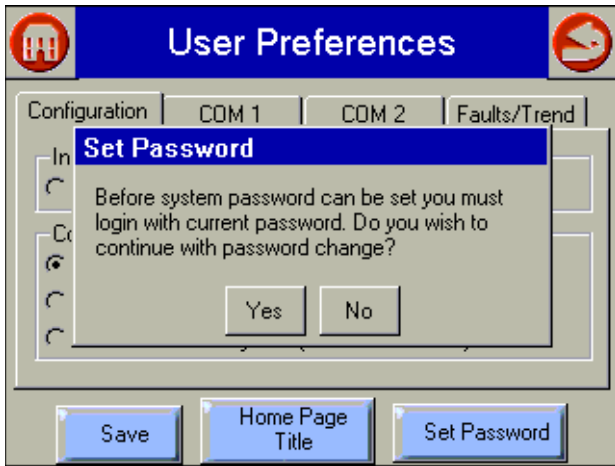 User Preferences
Configuration COM 1 COM 2 Faults/Trend
Set Password
In
Before system password can be set you must
login with current password. Do you wish to
Co
continue with password change?
Yes No
Save Home Page Title Set Password